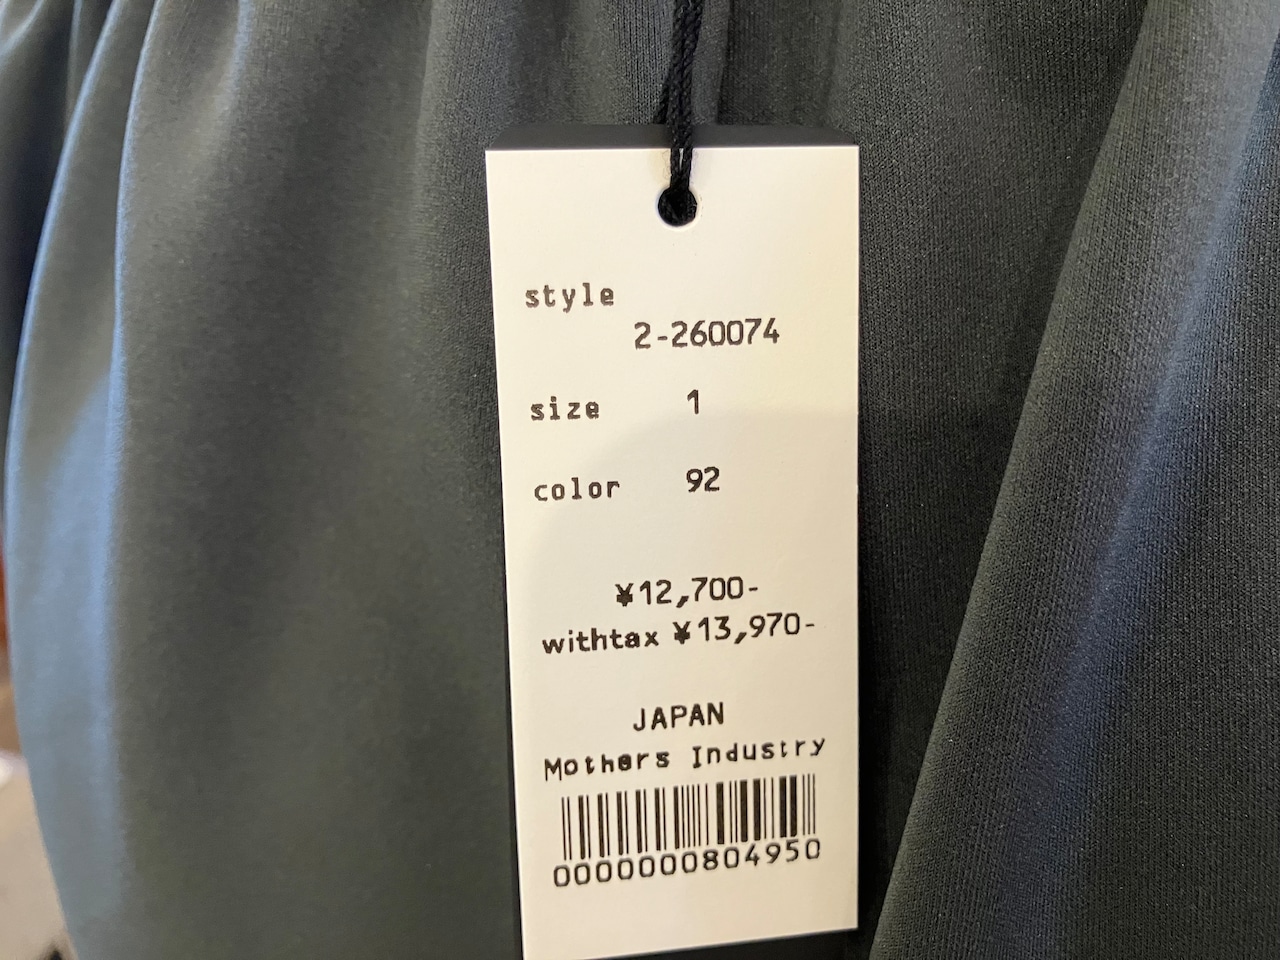 style
2-260074
size 1
color 92
¥12,700-
withtax ¥13,970-
JAPAN
Mothers Industry
0000000804950